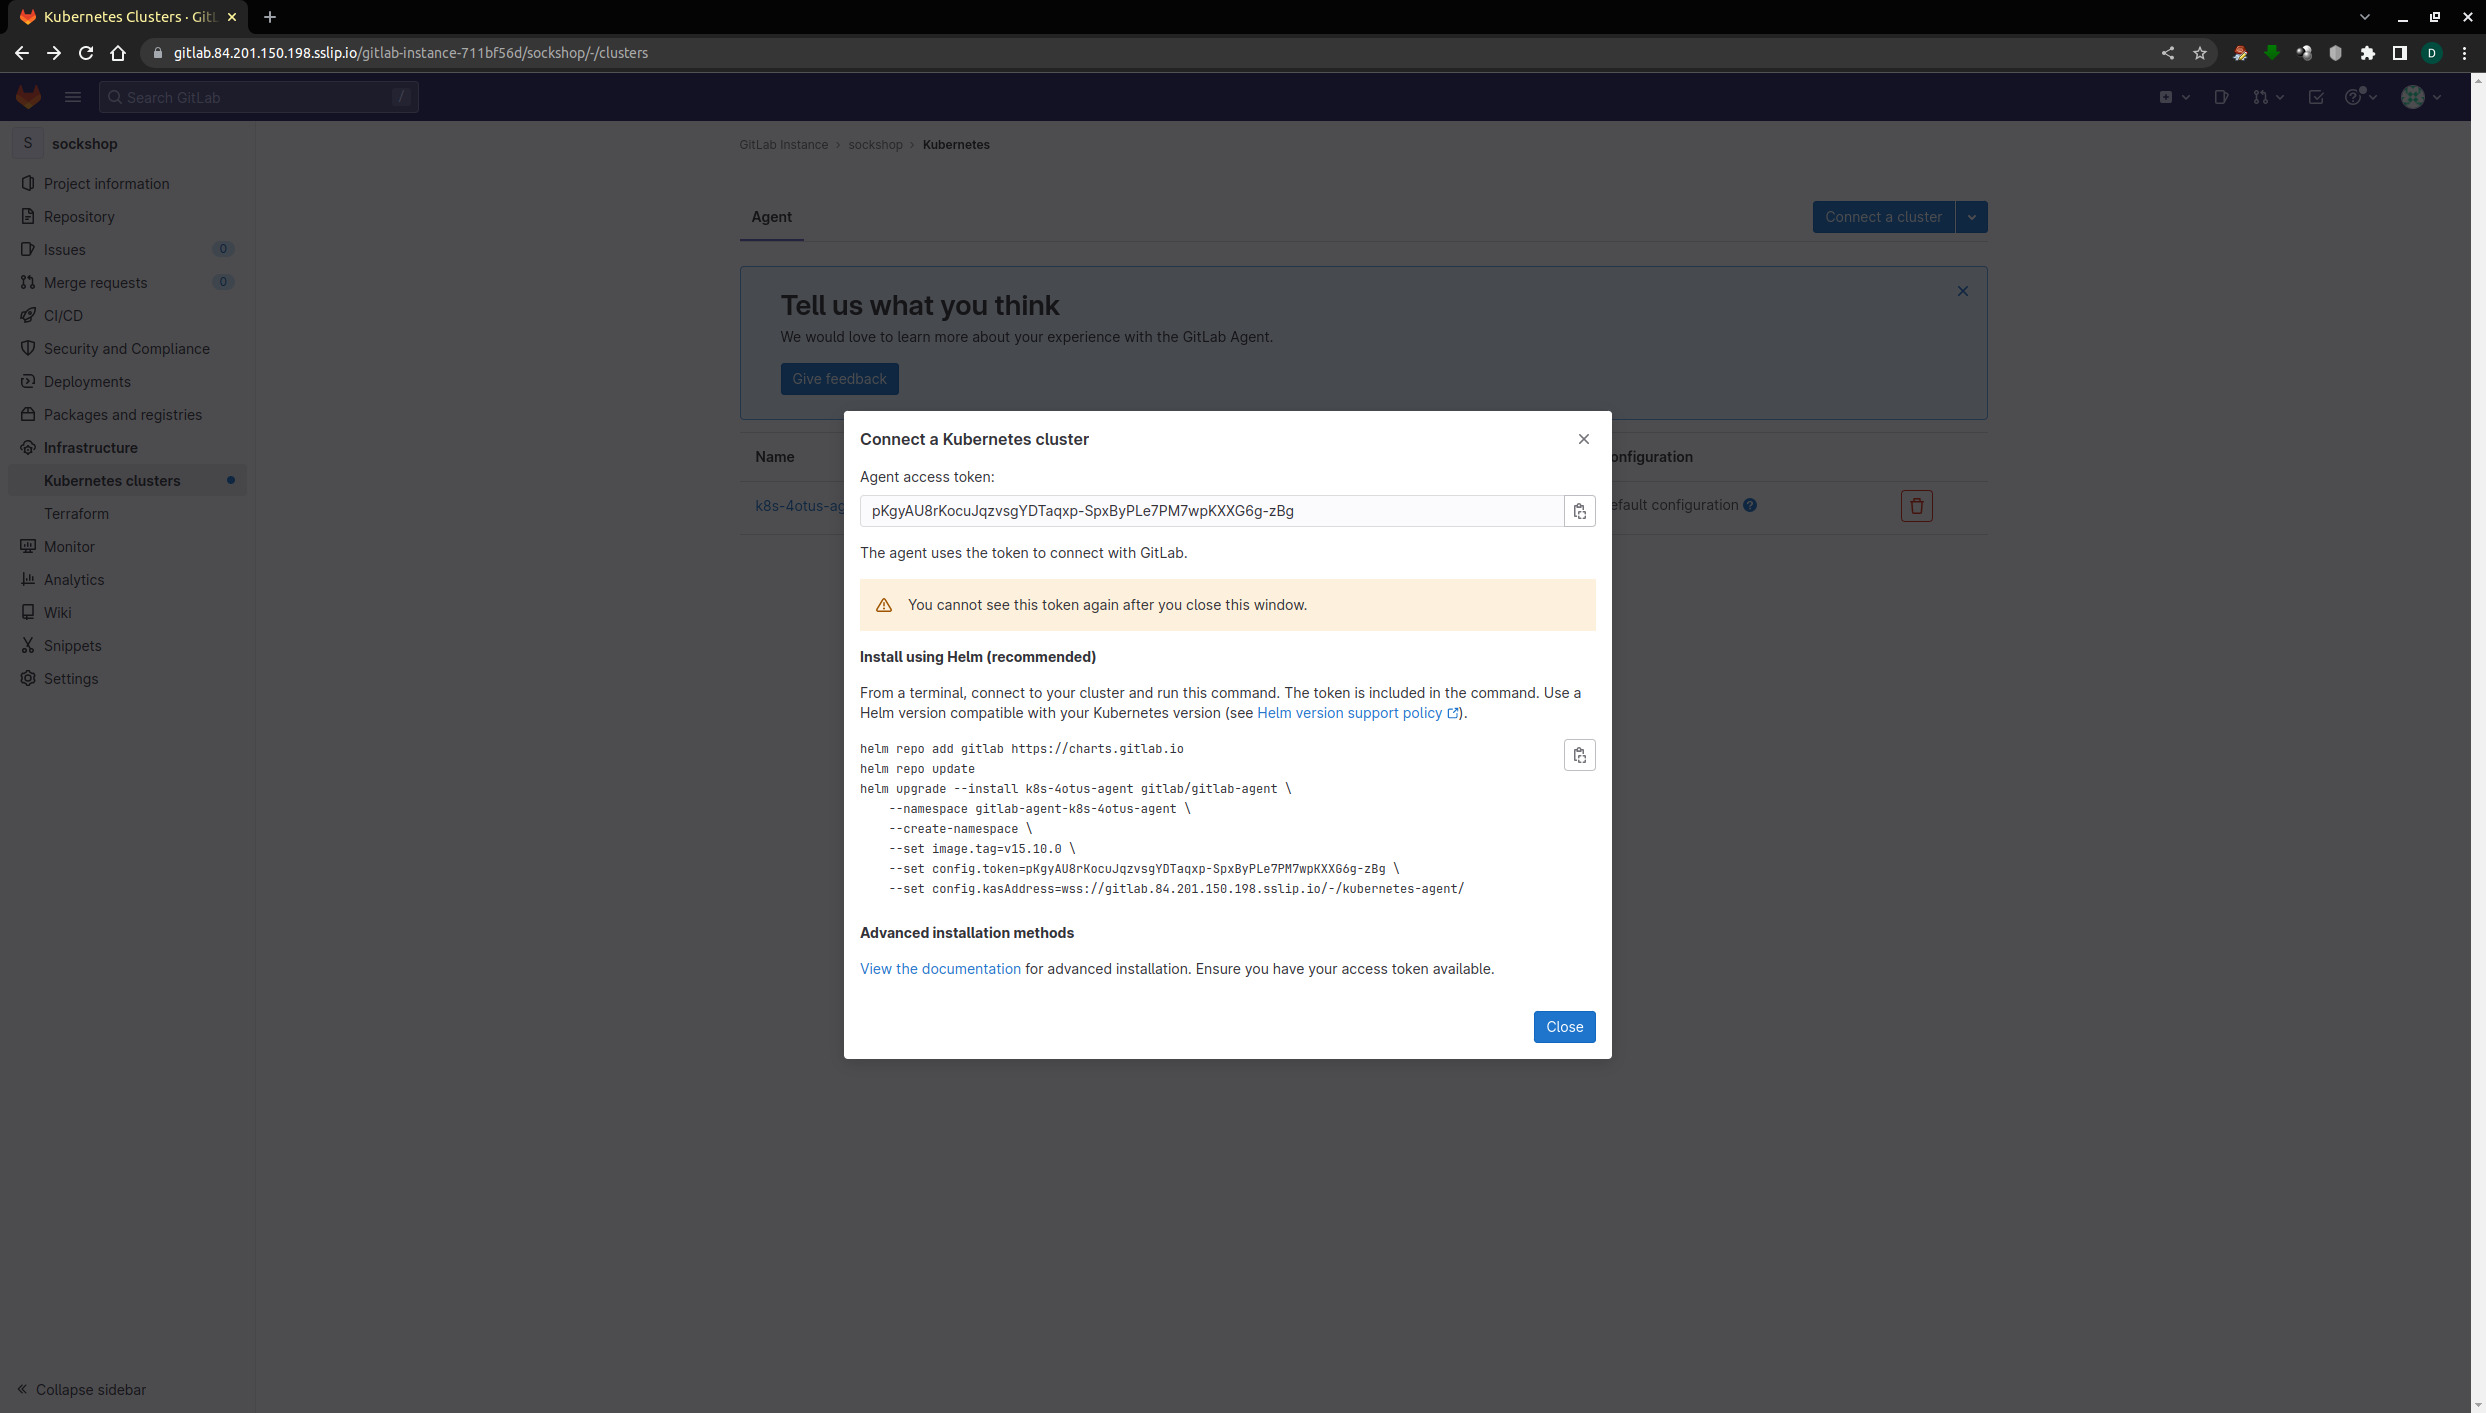 Kubernetes Clusters · GitL
gitlab.84.201.150.198.sslip.io/gitlab-instance-711bf56d/sockshop/-/clusters
D
Search GitLab
/
S
sockshop
Project information
Repository
Issues 0
Merge requests 0
CI/CD
Security and Compliance
Deployments
Packages and registries
Infrastructure
Kubernetes clusters
Terraform
Monitor
Analytics
Wiki
Snippets
Settings
Collapse sidebar
GitLab Instance › sockshop › Kubernetes
Agent
Connect a cluster
Tell us what you think
We would love to learn more about your experience with the GitLab Agent.
Give feedback
Name
onfiguration
k8s-4otus-ag
efault configuration
Connect a Kubernetes cluster
Agent access token:
pKgyAU8rKocuJqzvsgYDTaqxp-SpxByPLe7PM7wpKXXG6g-zBg
The agent uses the token to connect with GitLab.
You cannot see this token again after you close this window.
Install using Helm (recommended)
From a terminal, connect to your cluster and run this command. The token is included in the command. Use a
Helm version compatible with your Kubernetes version (see Helm version support policy ).
helm repo add gitlab https://charts.gitlab.io
helm repo update
helm upgrade --install k8s-4otus-agent gitlab/gitlab-agent \
--namespace gitlab-agent-k8s-4otus-agent \
--create-namespace \
--set image.tag=v15.10.0 \
--set config.token=pKgyAU8rKocuJqzvsgYDTaqxp-SpxByPLe7PM7wpKXXG6g-zBg \
--set config.kasAddress=wss://gitlab.84.201.150.198.sslip.io/-/kubernetes-agent/
Advanced installation methods
View the documentation for advanced installation. Ensure you have your access token available.
Close